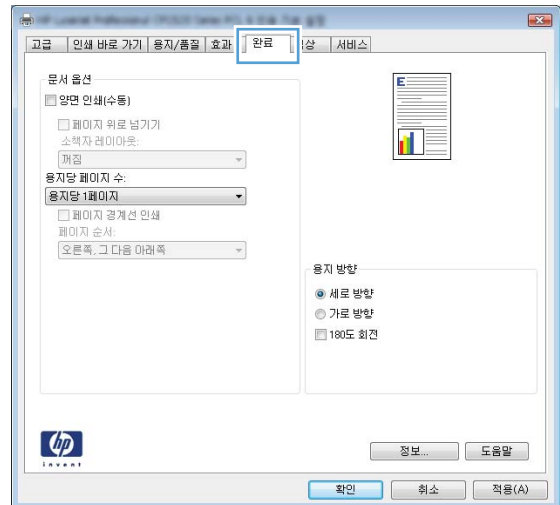 고급 인쇄 바로 가기 용지/품질 효과 완료 색상 서비스
문서 옵션
양면 인쇄(수동)
페이지 위로 넘기기
소책자 레이아웃:
꺼짐
용지당 페이지 수:
용지당 1페이지
페이지 경계선 인쇄
페이지 순서:
오른쪽, 그 다음 아래쪽
E
용지 방향
세로 방향
가로 방향
180도 회전
hp
invent
정보... 도움말
확인 취소 적용(A)